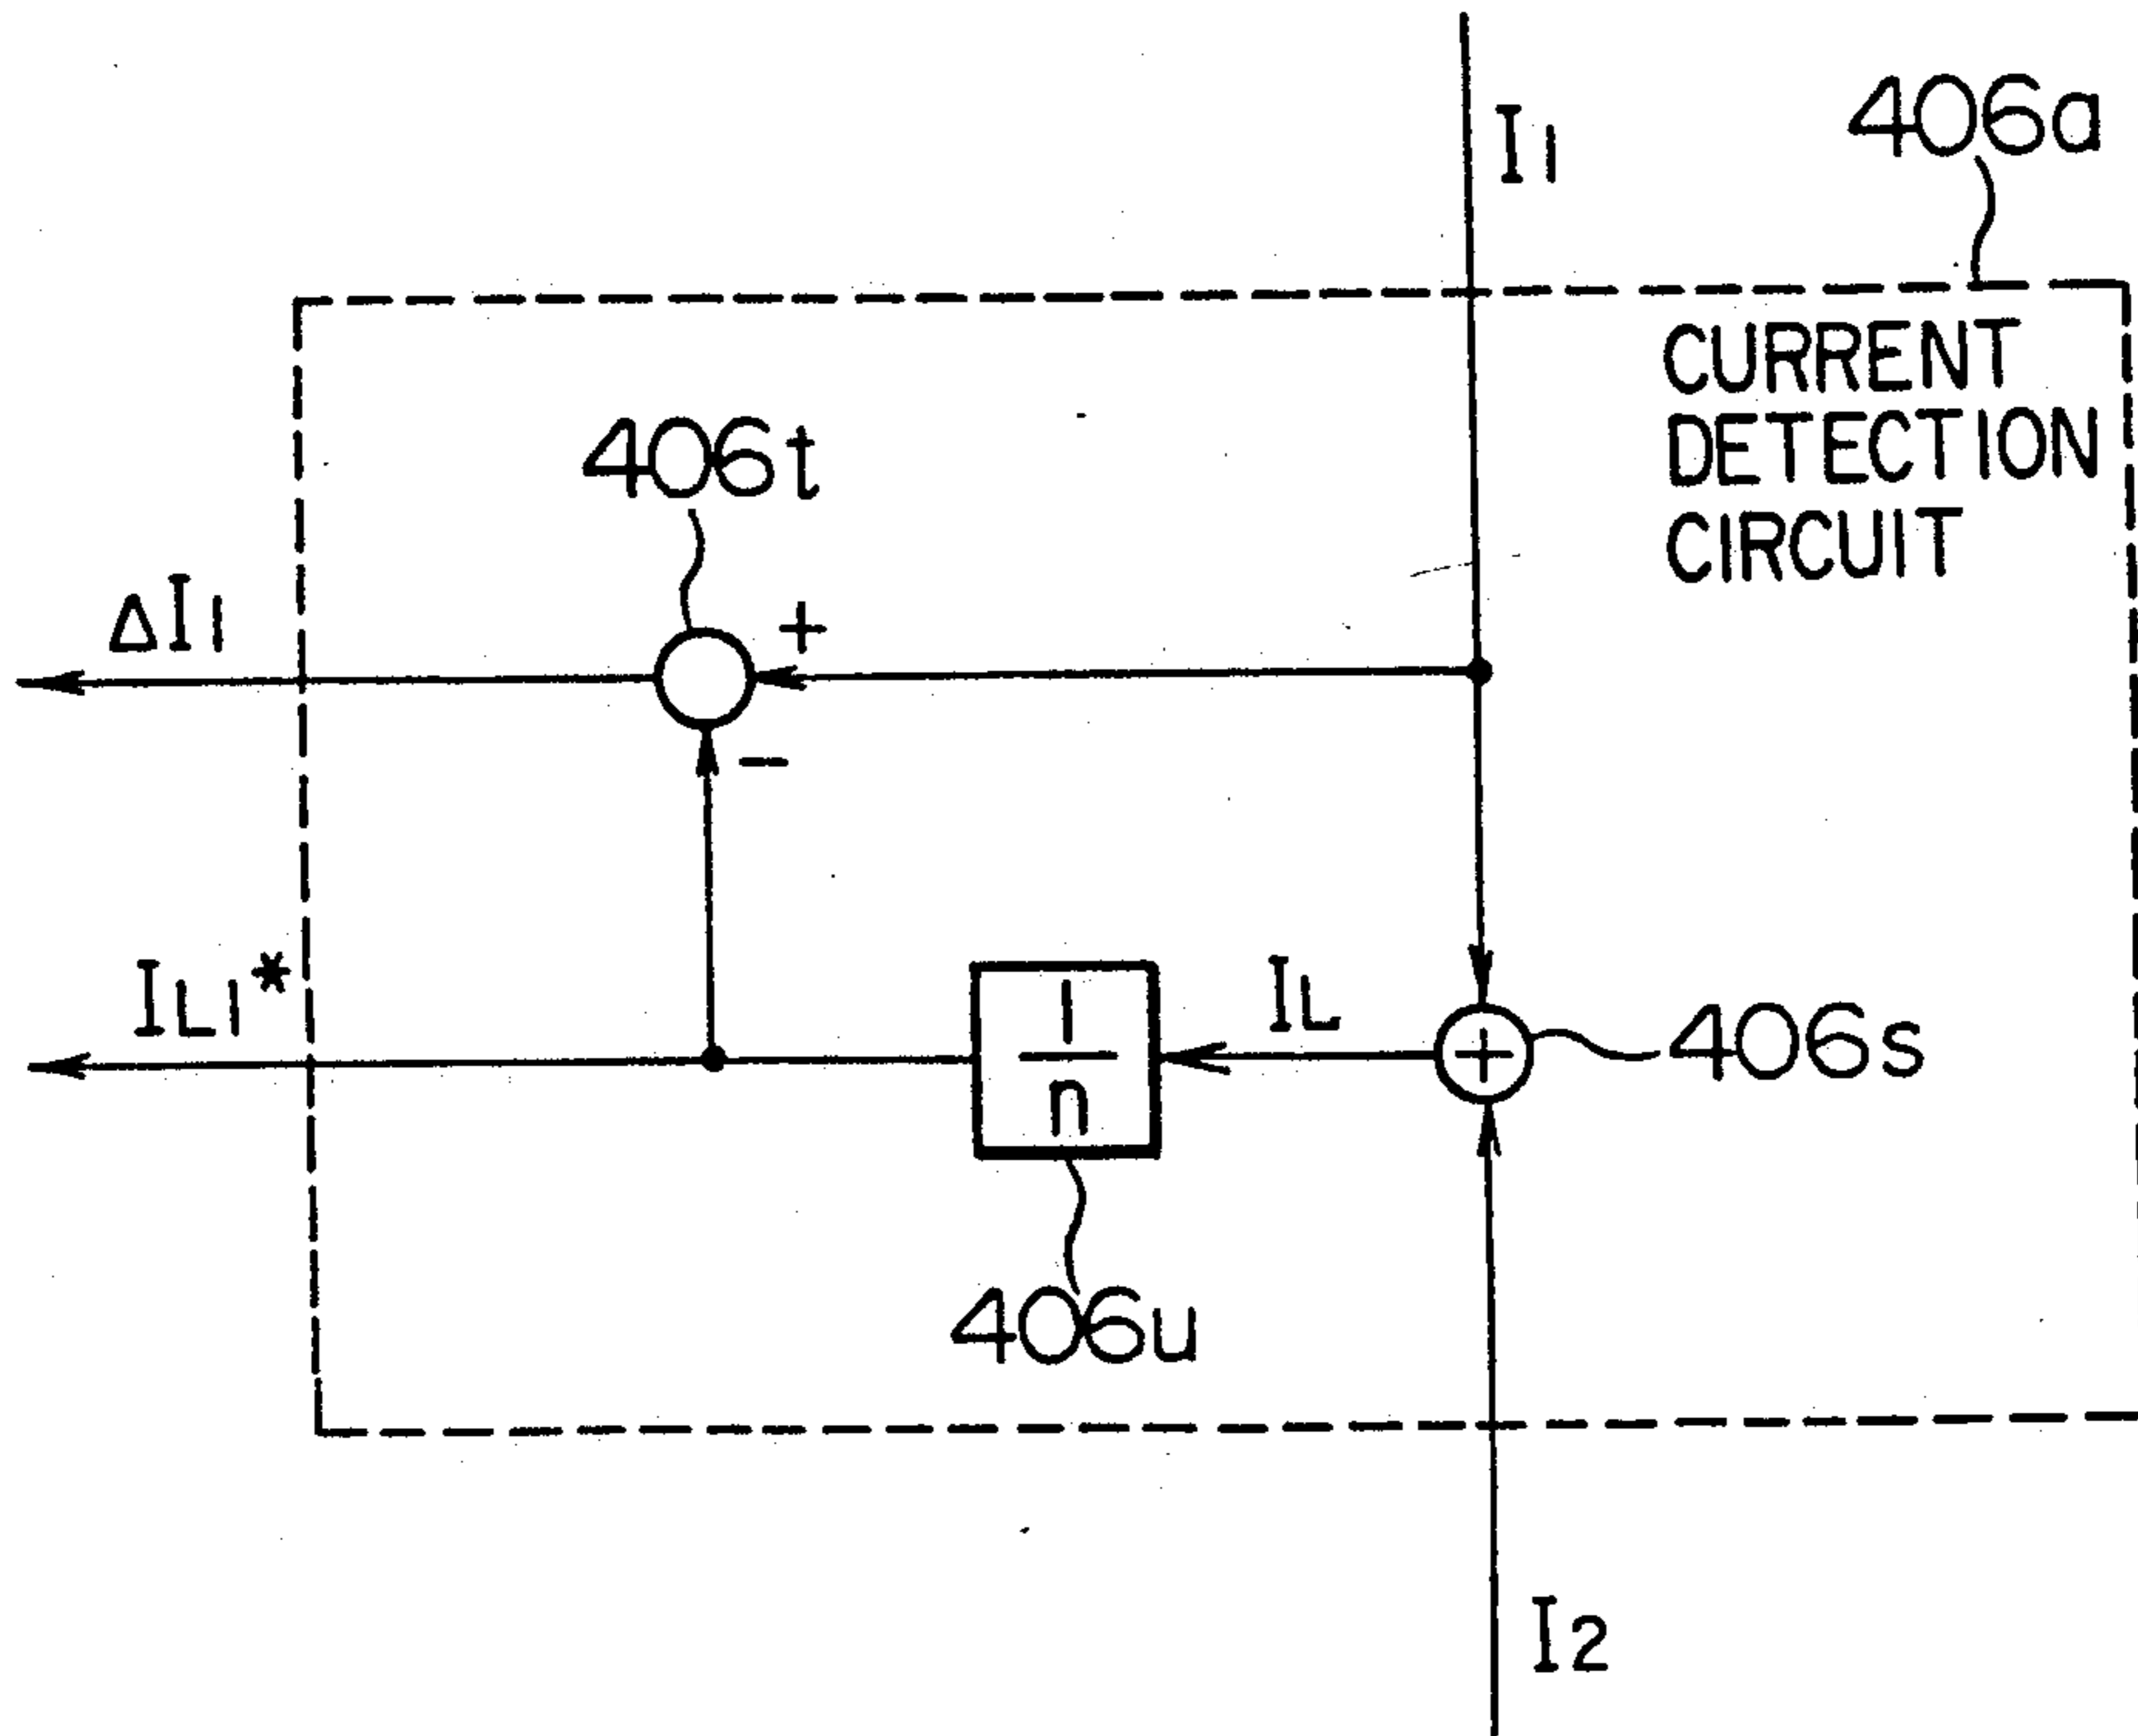 I1
406a
CURRENT
DETECTION
CIRCUIT
406t
ΔI1
+
-
IL1*
1
n
IL
+
406s
406u
I2